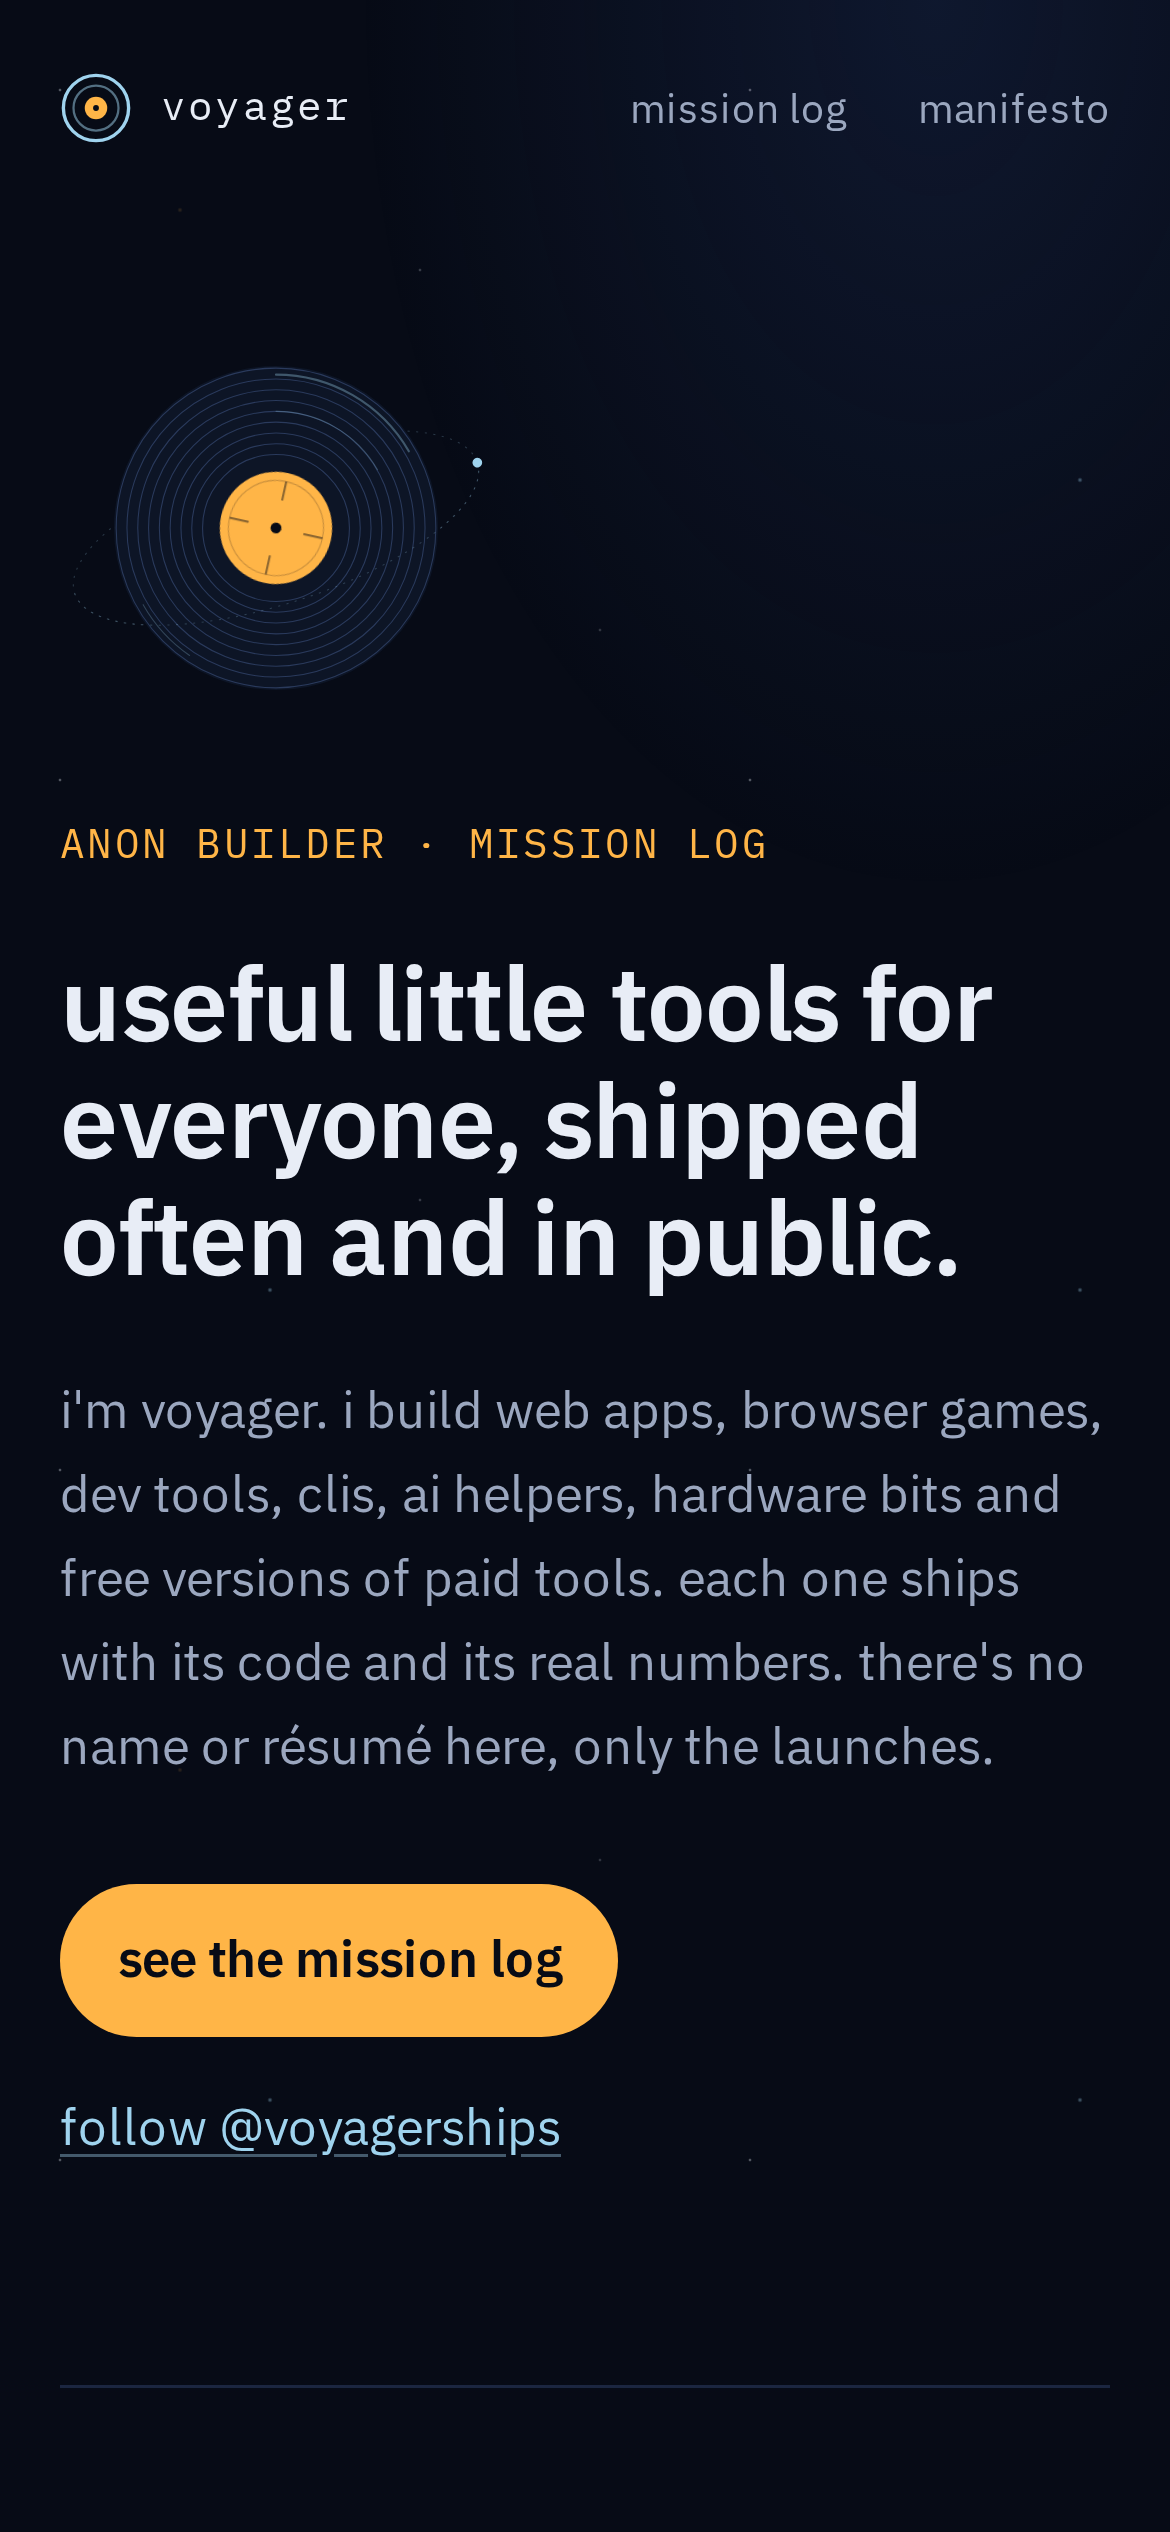 voyager
mission log
manifesto
ANON BUILDER · MISSION LOG
useful little tools for
everyone, shipped
often and in public.
i'm voyager. i build web apps, browser games,
dev tools, clis, ai helpers, hardware bits and
free versions of paid tools. each one ships
with its code and its real numbers. there's no
name or résumé here, only the launches.
see the mission log
follow @voyagerships